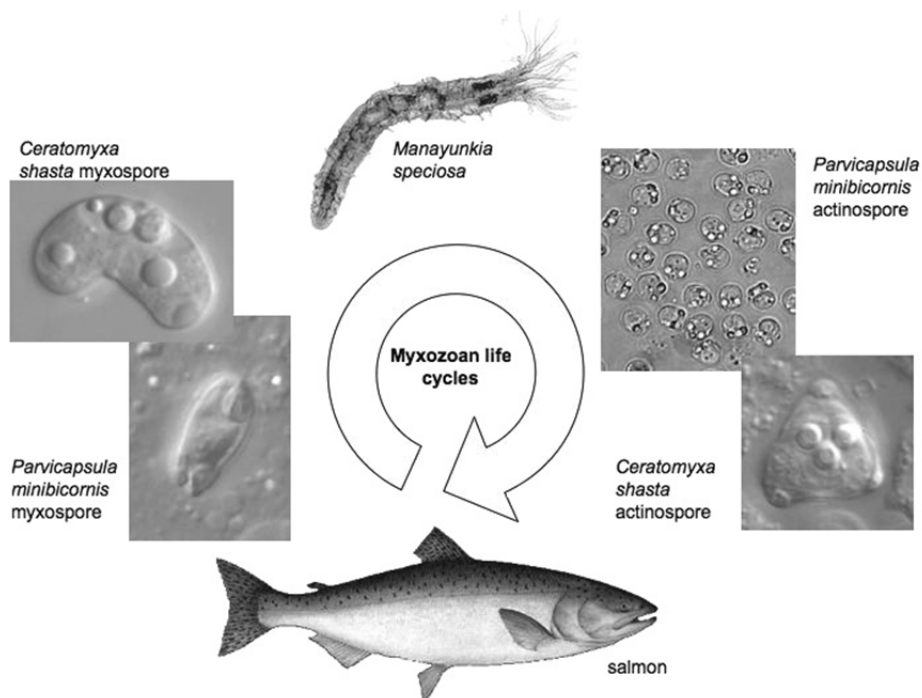 Ceratomyxa
shasta myxospore
Manayunkia
speciosa
Parvicapsula
minibicornis
actinospore
Myxozoan life
cycles
Parvicapsula
minibicornis
myxospore
Ceratomyxa
shasta
actinospore
salmon